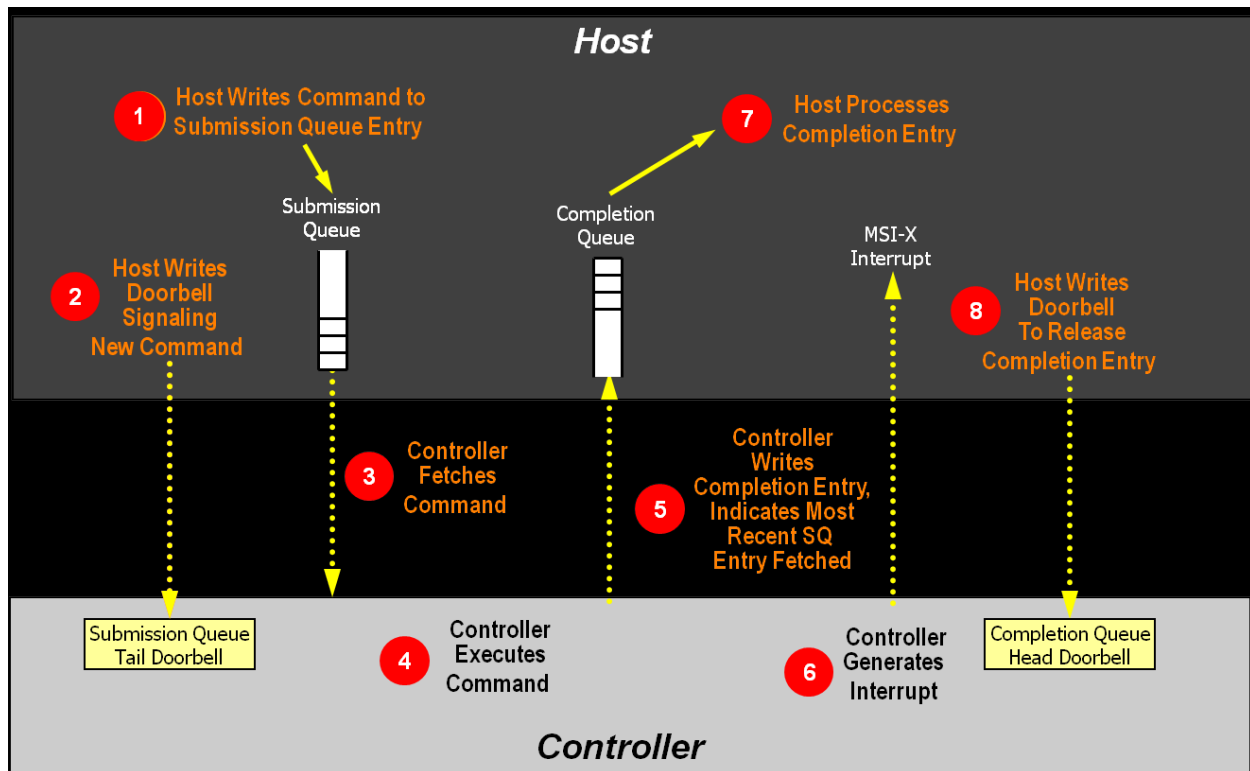 Host
1
Host Writes Command to
Submission Queue Entry
7
Host Processes
Completion Entry
Submission
Queue
Completion
Queue
MSI-X
Interrupt
2
Host Writes
Doorbell
Signaling
New Command
8
Host Writes
Doorbell
To Release
Completion Entry
3
Controller
Fetches
Command
5
Controller
Writes
Completion Entry,
Indicates Most
Recent SQ
Entry Fetched
Submission Queue
Tail Doorbell
4
Controller
Executes
Command
6
Controller
Generates
Interrupt
Completion Queue
Head Doorbell
Controller